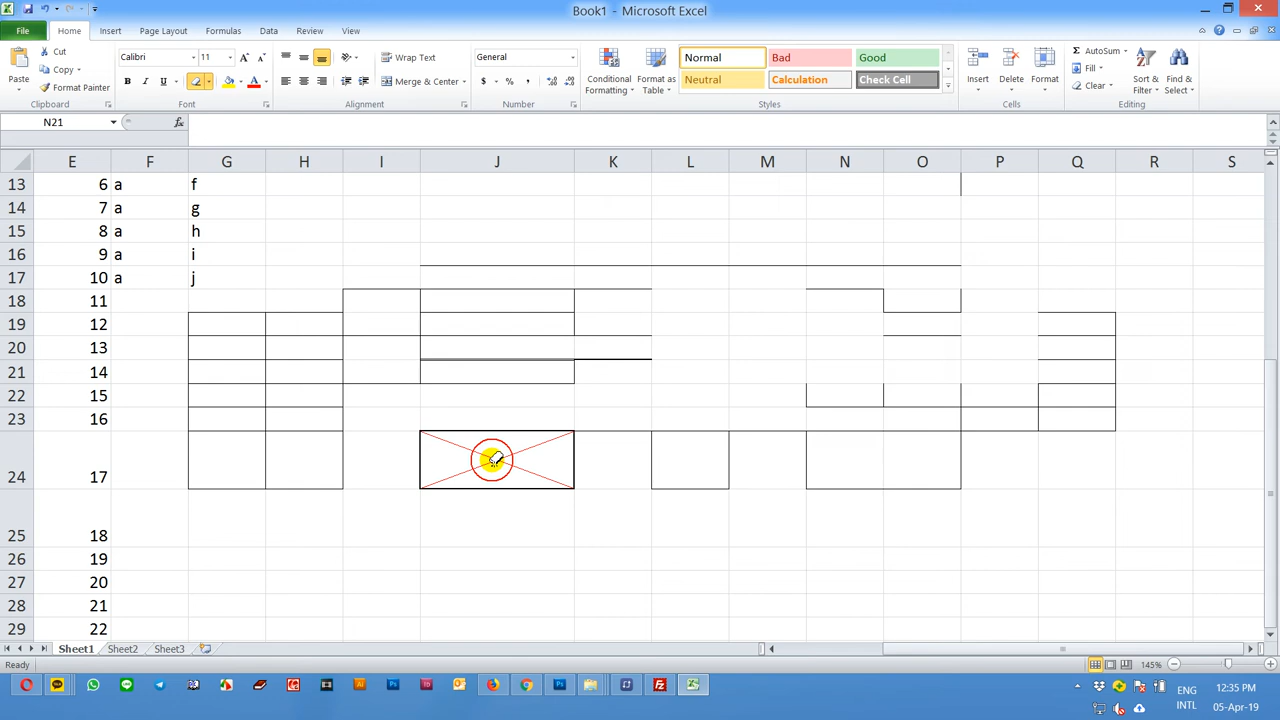 Book1 - Microsoft Excel
File Home Insert Page Layout Formulas Data Review View
Paste
Cut
Copy
Format Painter
Clipboard
Calibri 11
B I U
Font
Wrap Text
Merge & Center
Alignment
General
$ % ,
Number
Conditional Formatting
Format as Table
Normal Bad Good
Neutral Calculation Check Cell
Styles
Insert Delete Format
Cells
AutoSum
Fill
Clear
Sort & Filter
Find & Select
Editing
N21 fx
E F G H I J K L M N O P Q R S
13 6 a f
14 7 a g
15 8 a h
16 9 a i
17 10 a j
18 11
19 12
20 13
21 14
22 15
23 16
24 17
25 18
26 19
27 20
28 21
29 22
Sheet1 Sheet2 Sheet3
Ready 145%
ENG 12:35 PM
INTL 05-Apr-19